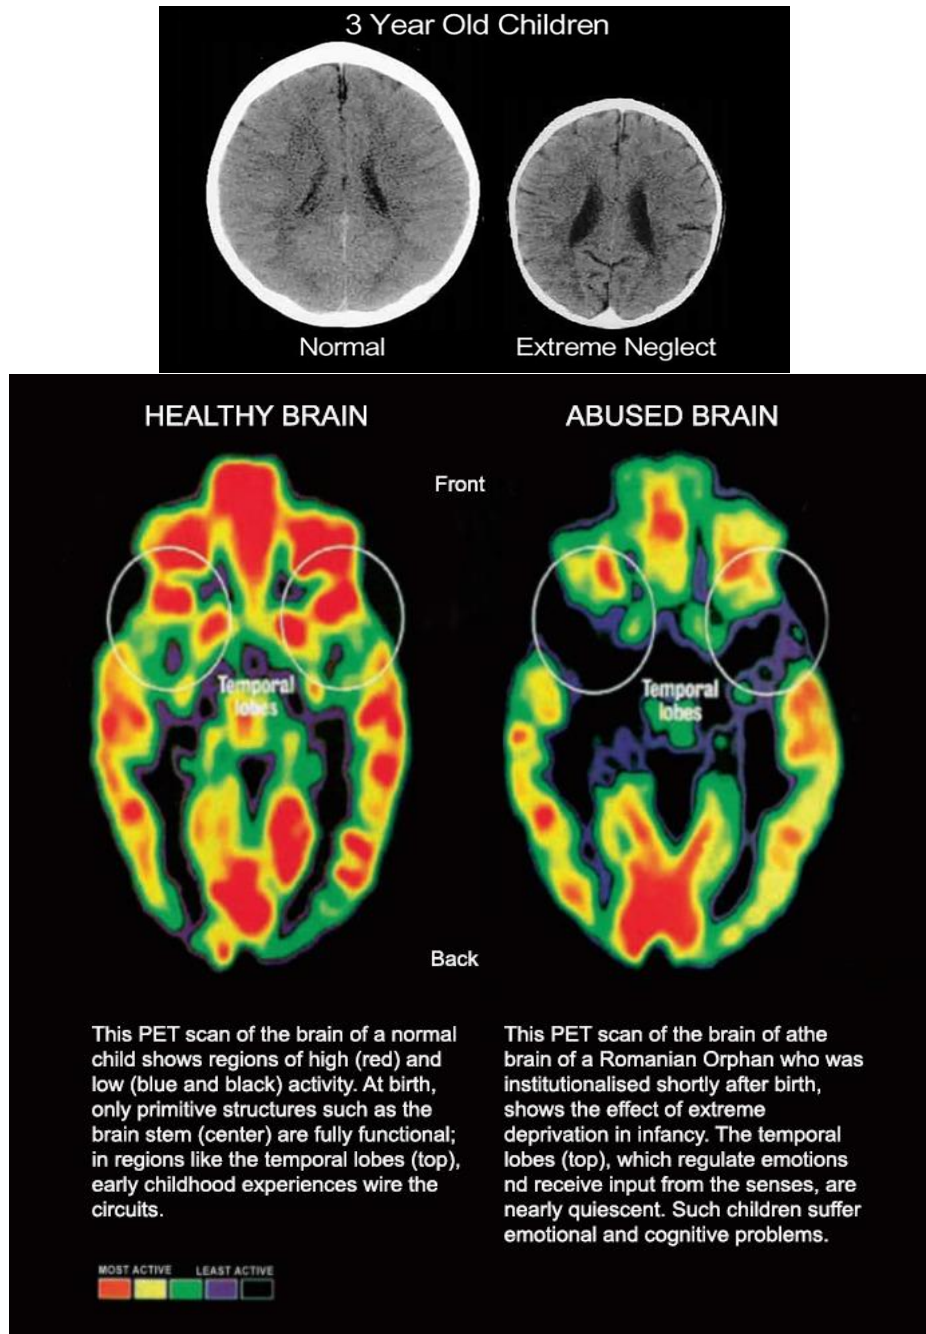 3 Year Old Children
Normal
Extreme Neglect
HEALTHY BRAIN
ABUSED BRAIN
Front
Temporal
lobes
Temporal
lobes
Back
This PET scan of the brain of a normal
child shows regions of high (red) and
low (blue and black) activity. At birth,
only primitive structures such as the
brain stem (center) are fully functional;
in regions like the temporal lobes (top),
early childhood experiences wire the
circuits.
This PET scan of the brain of athe
brain of a Romanian Orphan who was
institutionalised shortly after birth,
shows the effect of extreme
deprivation in infancy. The temporal
lobes (top), which regulate emotions
nd receive input from the senses, are
nearly quiescent. Such children suffer
emotional and cognitive problems.
MOST ACTIVE
LEAST ACTIVE